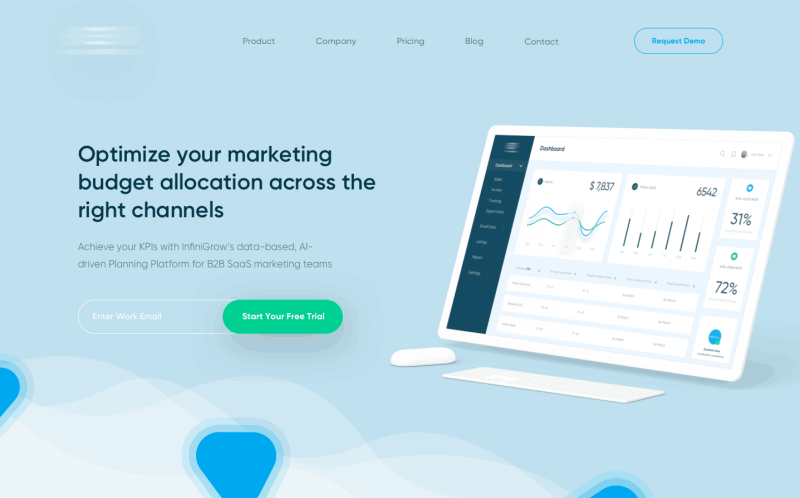 Product Company Pricing Blog Contact Request Demo
Optimize your marketing
budget allocation across the
right channels
Achieve your KPIs with InfiniGrow's data-based, AI-
driven Planning Platform for B2B SaaS marketing teams
Enter Work Email Start Your Free Trial
Dashboard
Dashboard
$ 7,837
6542
31%
72%